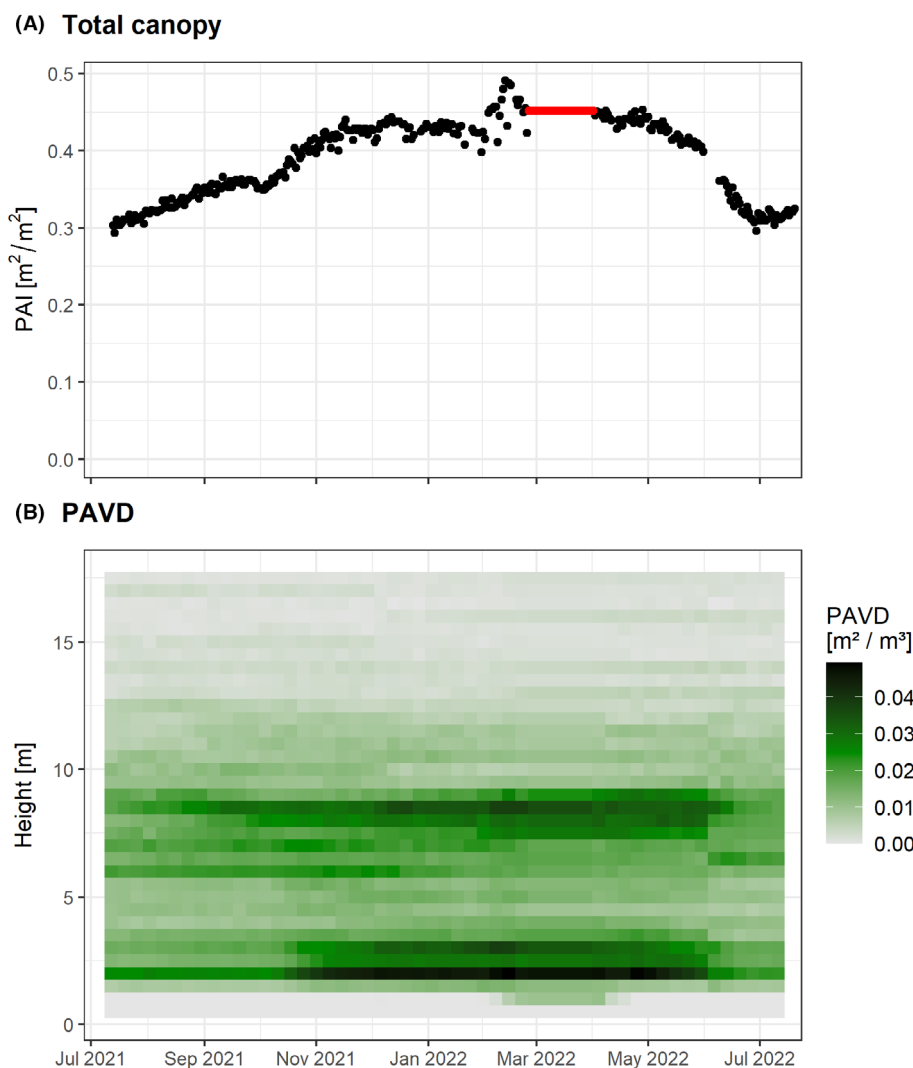 (A) Total canopy
0.5
0.4
0.3
0.2
0.1
0.0
PAI [m²/m²]
Jul 2021 Sep 2021 Nov 2021 Jan 2022 Mar 2022 May 2022 Jul 2022
(B) PAVD
15
10
5
0
Height [m]
PAVD
[m² / m³]
0.04
0.03
0.02
0.01
0.00